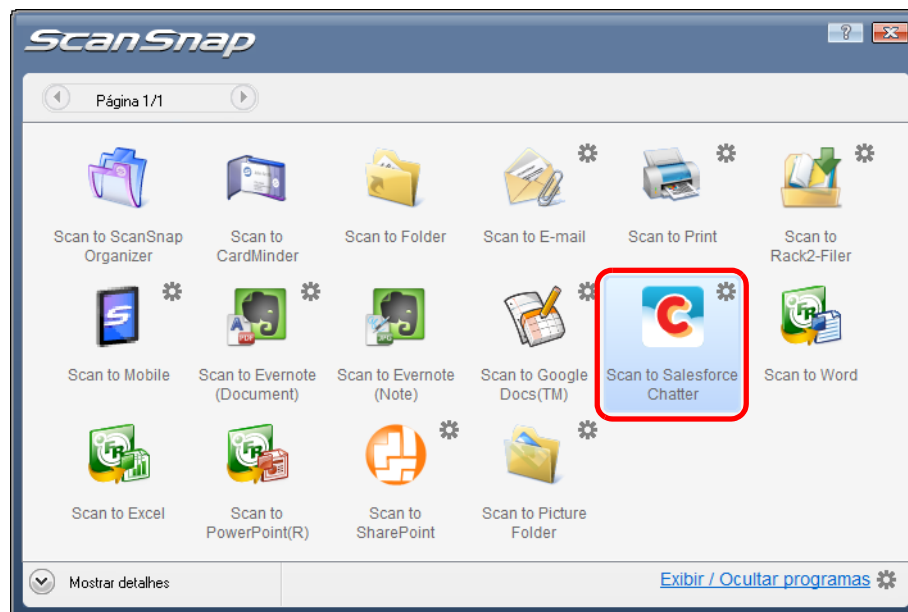 ScanSnap
?
Página 1/1
Scan to ScanSnap
Organizer
Scan to
CardMinder
Scan to Folder
Scan to E-mail
Scan to Print
Scan to
Rack2-Filer
Scan to Mobile
Scan to Evernote
(Document)
Scan to Evernote
(Note)
Scan to Google
Docs(TM)
Scan to Salesforce
Chatter
Scan to Word
Scan to Excel
Scan to
PowerPoint(R)
Scan to
SharePoint
Scan to Picture
Folder
Mostrar detalhes
Exibir / Ocultar programas